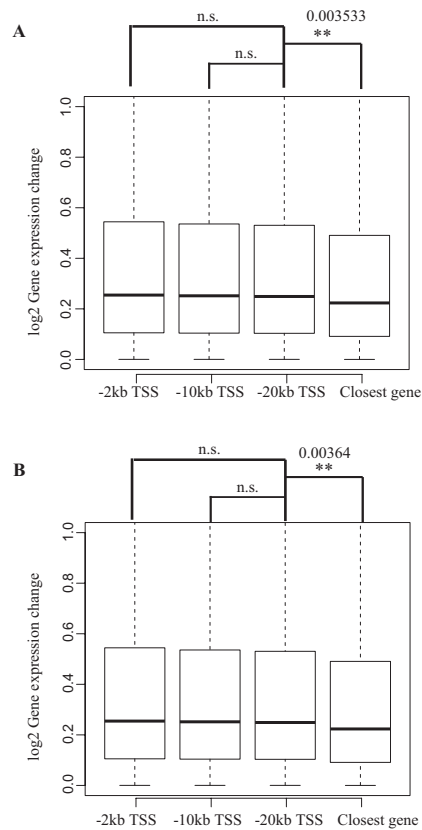 A
n.s.
0.003533
**
n.s.
log2 Gene expression change
1.0
0.8
0.6
0.4
0.2
0.0
-2kb TSS -10kb TSS -20kb TSS Closest gene
B
n.s.
0.00364
**
n.s.
log2 Gene expression change
1.0
0.8
0.6
0.4
0.2
0.0
-2kb TSS -10kb TSS -20kb TSS Closest gene